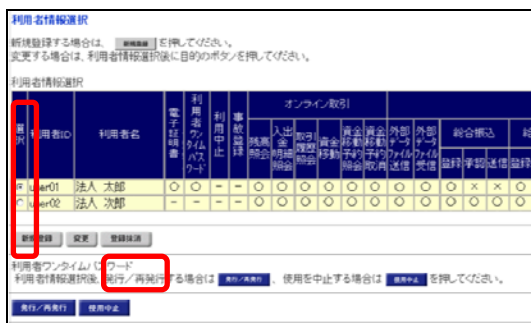 利用者情報選択
新規登録する場合は、 新規登録 を押してください。
変更する場合は、利用者情報選択後に目的のボタンを押してください。
利用者情報選択
選択 利用者ID 利用者名 電子証明書 利用者ワンタイムパスワード 利用中止 事故登録 オンライン取引 残高照会 入出金明細照会 取引履歴照会 資金移動 資金移動予約照会 資金移動予約取消 外部データファイル送信 外部データファイル受信 総合振込 登録 承認 送信 登録
user01 法人 太郎 ○ ○ － － ○ ○ ○ ○ ○ ○ ○ ○ ○ × × ○
user02 法人 次郎 － － － － ○ ○ ○ ○ ○ ○ ○ ○ ○ ○ ○ ○
新規登録 変更 登録抹消
利用者ワンタイムパスワード
利用者情報選択後、発行／再発行する場合は 発行／再発行 、使用を中止する場合は 使用中止 を押してください。
発行／再発行 使用中止